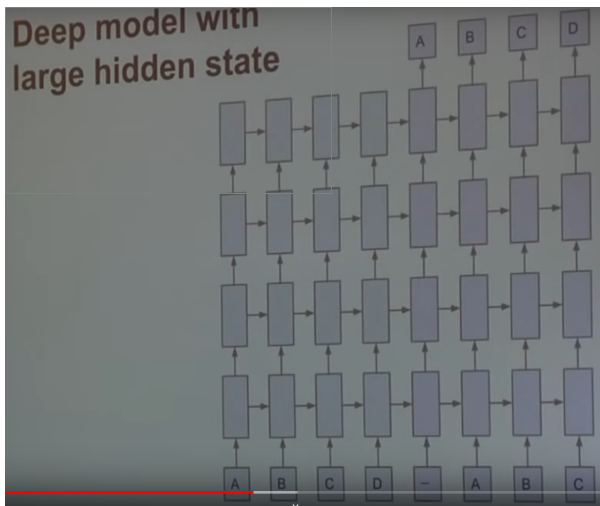 Deep model with
large hidden state
A B C D
A B C D – A B C